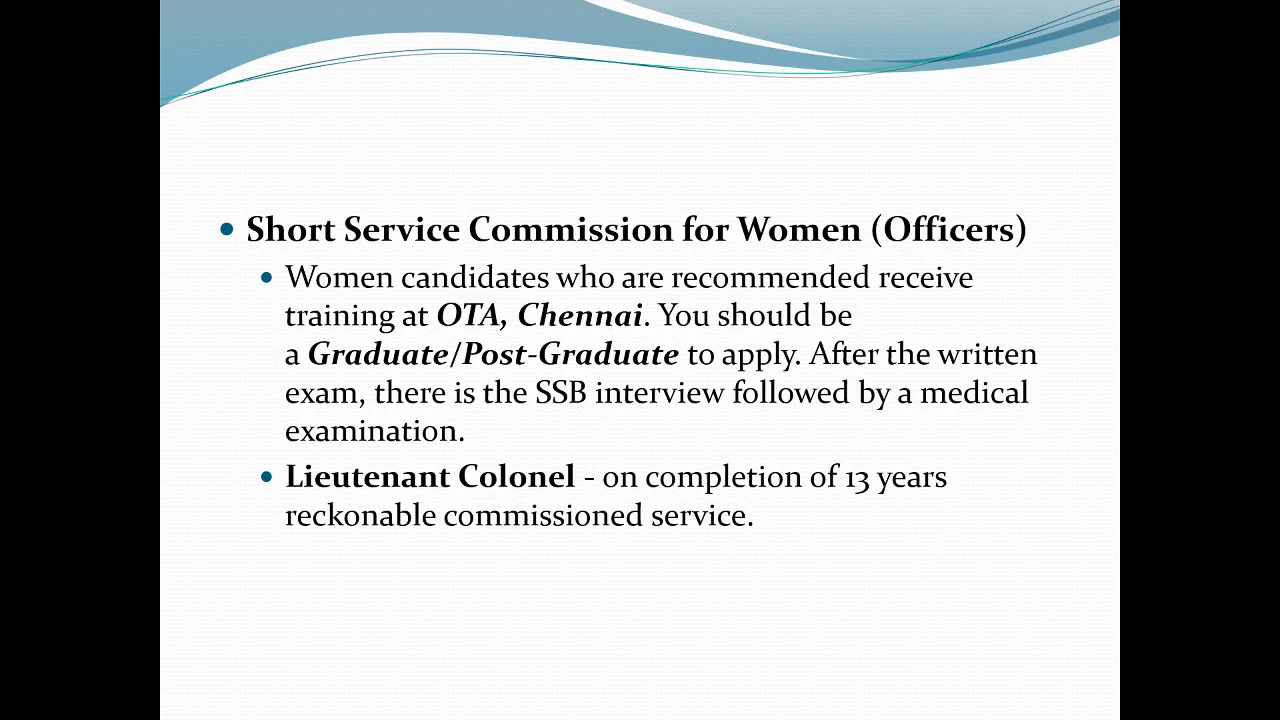 Short Service Commission for Women (Officers)
Women candidates who are recommended receive
training at OTA, Chennai. You should be
a Graduate/Post-Graduate to apply. After the written
exam, there is the SSB interview followed by a medical
examination.
Lieutenant Colonel - on completion of 13 years
reckonable commissioned service.